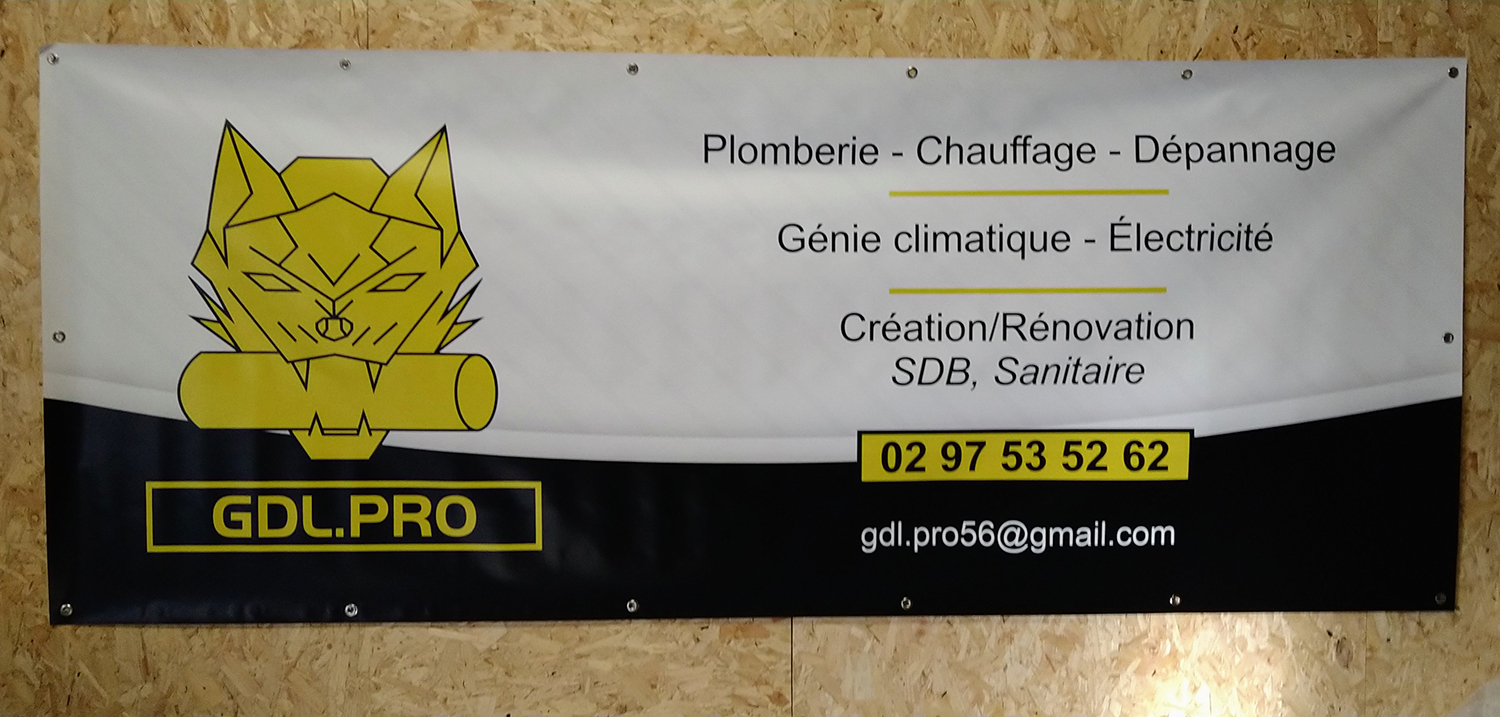 Plomberie - Chauffage - Dépannage
Génie climatique - Électricité
Création/Rénovation
SDB, Sanitaire
02 97 53 52 62
GDL.PRO
gdl.pro56@gmail.com